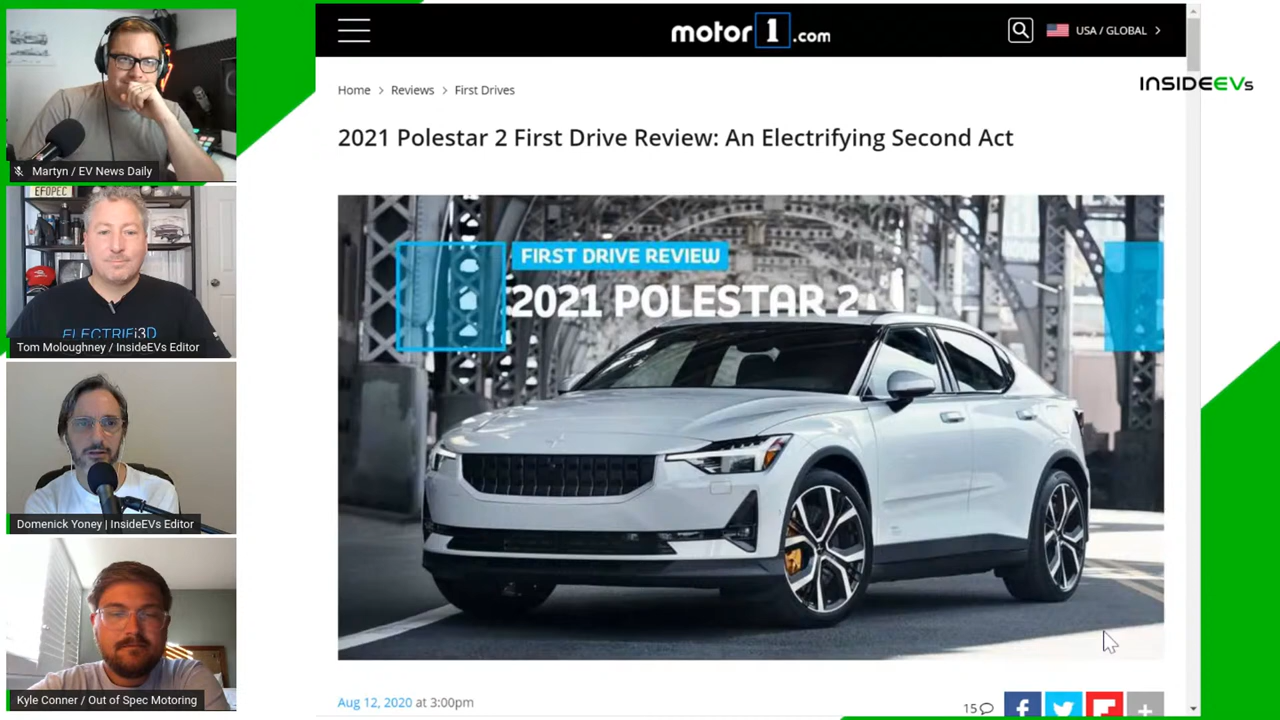 Martyn / EV News Daily
EFOPEC
ELECTRIFi3D
Tom Moloughney / InsideEVs Editor
Domenick Yoney | InsideEVs Editor
Kyle Conner / Out of Spec Motoring
motor1.com
USA / GLOBAL >
INSIDEEVs
Home > Reviews > First Drives
2021 Polestar 2 First Drive Review: An Electrifying Second Act
FIRST DRIVE REVIEW
2021 POLESTAR 2
Aug 12, 2020 at 3:00pm
15